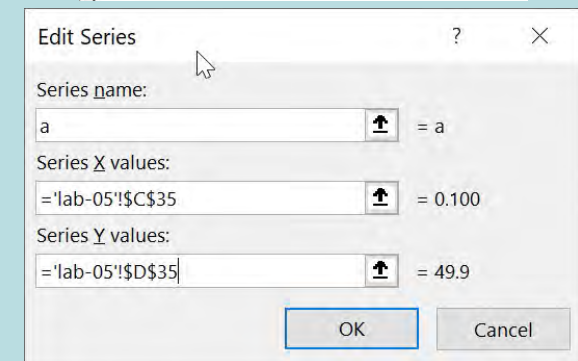 Edit Series ? ×
Series name:
a = a
Series X values:
='lab-05'!$C$35 = 0.100
Series Y values:
='lab-05'!$D$35 = 49.9
OK Cancel